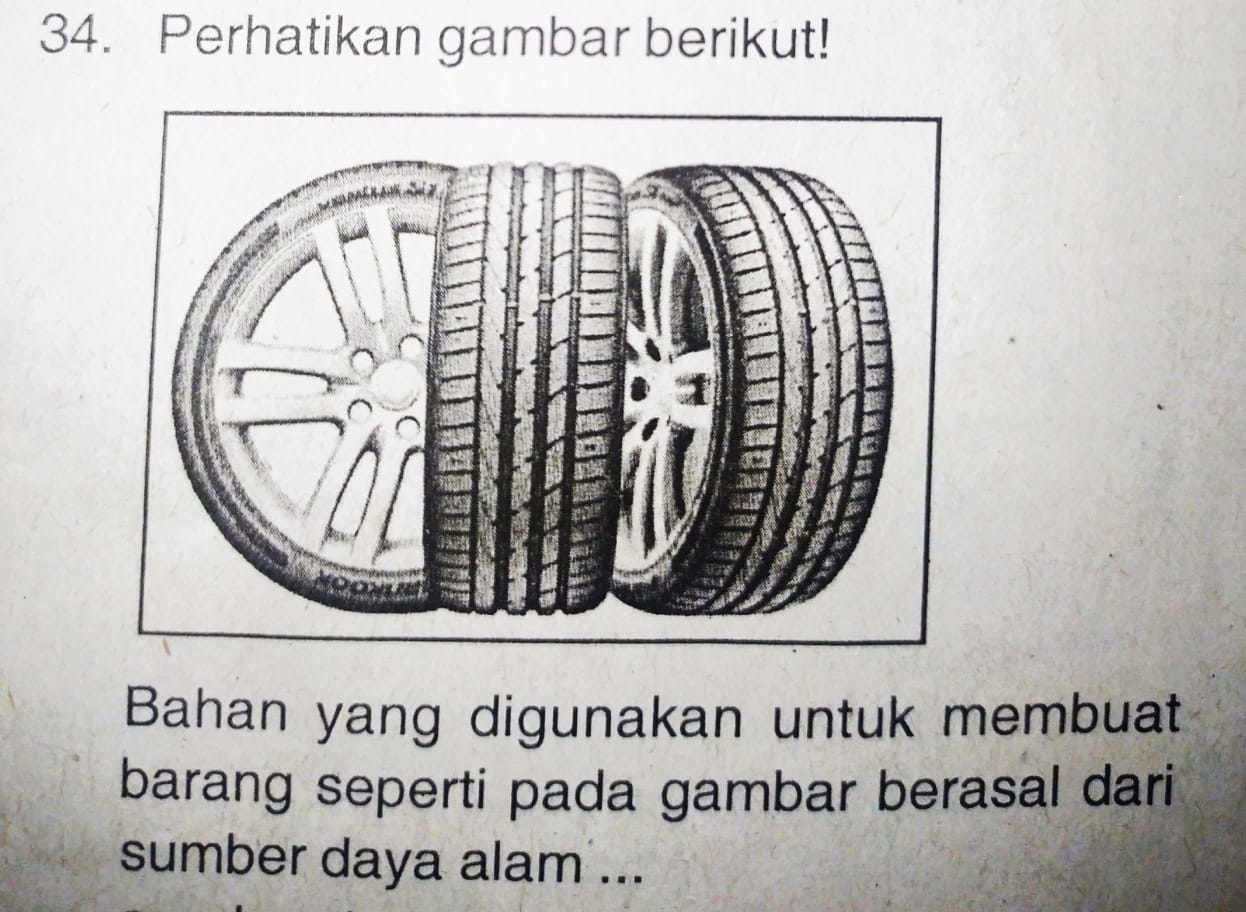 34. Perhatikan gambar berikut!
Bahan yang digunakan untuk membuat
barang seperti pada gambar berasal dari
sumber daya alam ...